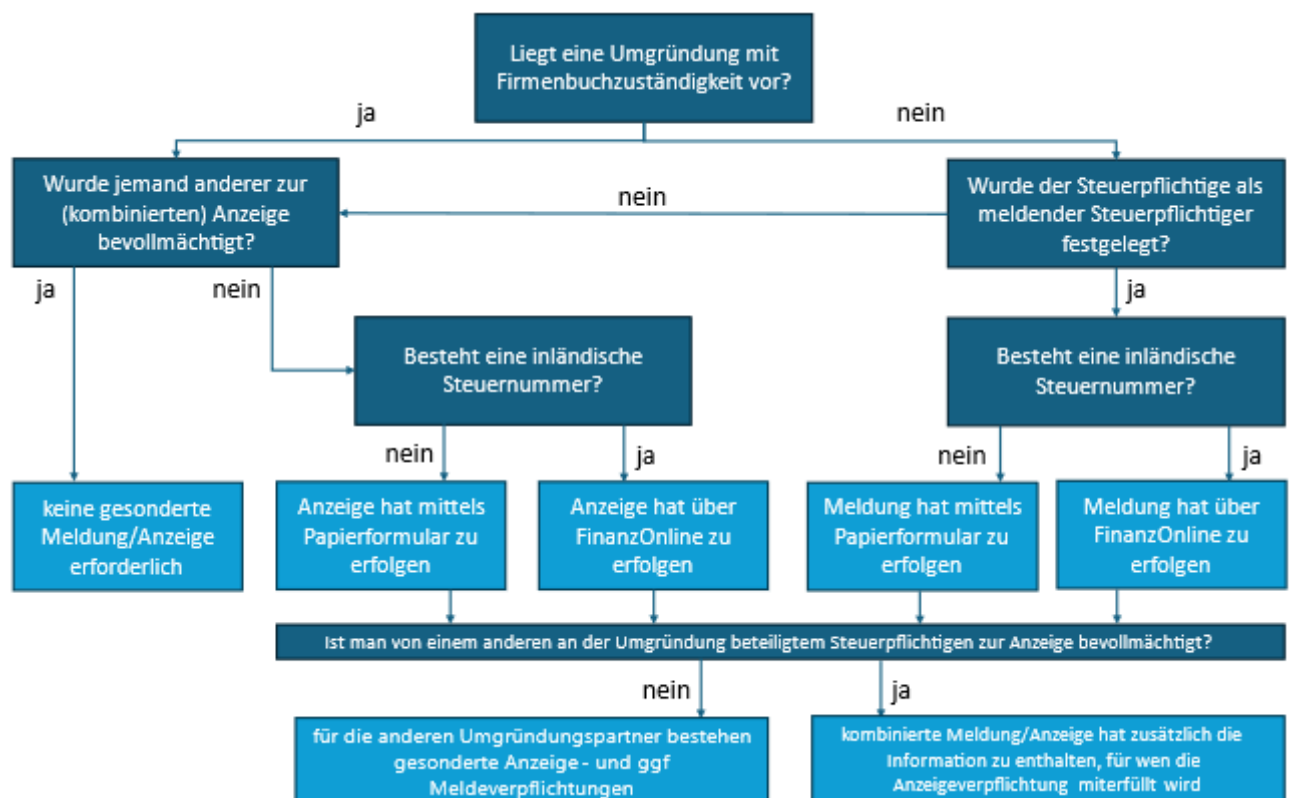 Liegt eine Umgründung mit
Firmenbuchzuständigkeit vor?
ja
nein
Wurde jemand anderer zur
(kombinierten) Anzeige
bevollmächtigt?
nein
Wurde der Steuerpflichtige als
meldender Steuerpflichtiger
festgelegt?
ja
nein
ja
Besteht eine inländische
Steuernummer?
Besteht eine inländische
Steuernummer?
nein
ja
nein
ja
keine gesonderte
Meldung/Anzeige
erforderlich
Anzeige hat mittels
Papierformular zu
erfolgen
Anzeige hat über
FinanzOnline zu
erfolgen
Meldung hat mittels
Papierformular zu
erfolgen
Meldung hat über
FinanzOnline zu
erfolgen
Ist man von einem anderen an der Umgründung beteiligtem Steuerpflichtigen zur Anzeige bevollmächtigt?
nein
ja
für die anderen Umgründungspartner bestehen
gesonderte Anzeige- und ggf
Meldeverpflichtungen
kombinierte Meldung/Anzeige hat zusätzlich die
Information zu enthalten, für wen die
Anzeigeverpflichtung miterfüllt wird